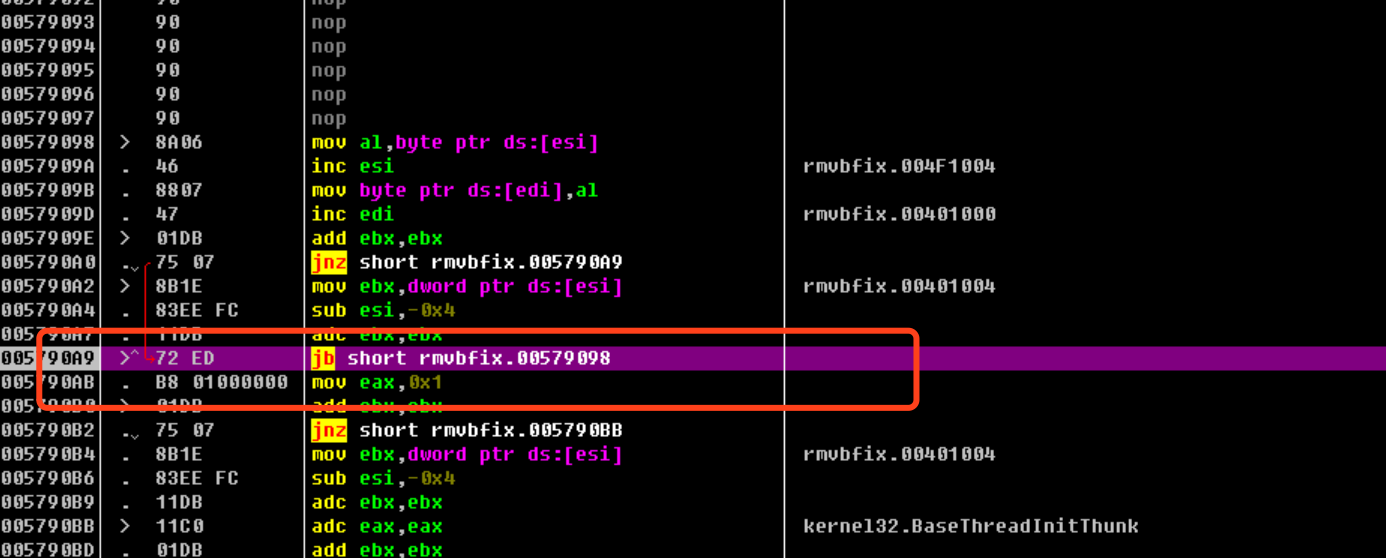 00579092 90 nop
00579093 90 nop
00579094 90 nop
00579095 90 nop
00579096 90 nop
00579097 90 nop
00579098 > 8A06 mov al,byte ptr ds:[esi]
0057909A . 46 inc esi rmvbfix.004F1004
0057909B . 8807 mov byte ptr ds:[edi],al
0057909D . 47 inc edi rmvbfix.00401000
0057909E > 01DB add ebx,ebx
005790A0 . 75 07 jnz short rmvbfix.005790A9
005790A2 > 8B1E mov ebx,dword ptr ds:[esi] rmvbfix.00401004
005790A4 . 83EE FC sub esi,-0x4
005790A7 . 11DB adc ebx,ebx
005790A9 >^ 72 ED jb short rmvbfix.00579098
005790AB . B8 01000000 mov eax,0x1
005790B0 > 01DB add ebx,ebx
005790B2 . 75 07 jnz short rmvbfix.005790BB
005790B4 . 8B1E mov ebx,dword ptr ds:[esi] rmvbfix.00401004
005790B6 . 83EE FC sub esi,-0x4
005790B9 . 11DB adc ebx,ebx
005790BB > 11C0 adc eax,eax kernel32.BaseThreadInitThunk
005790BD . 01DB add ebx,ebx